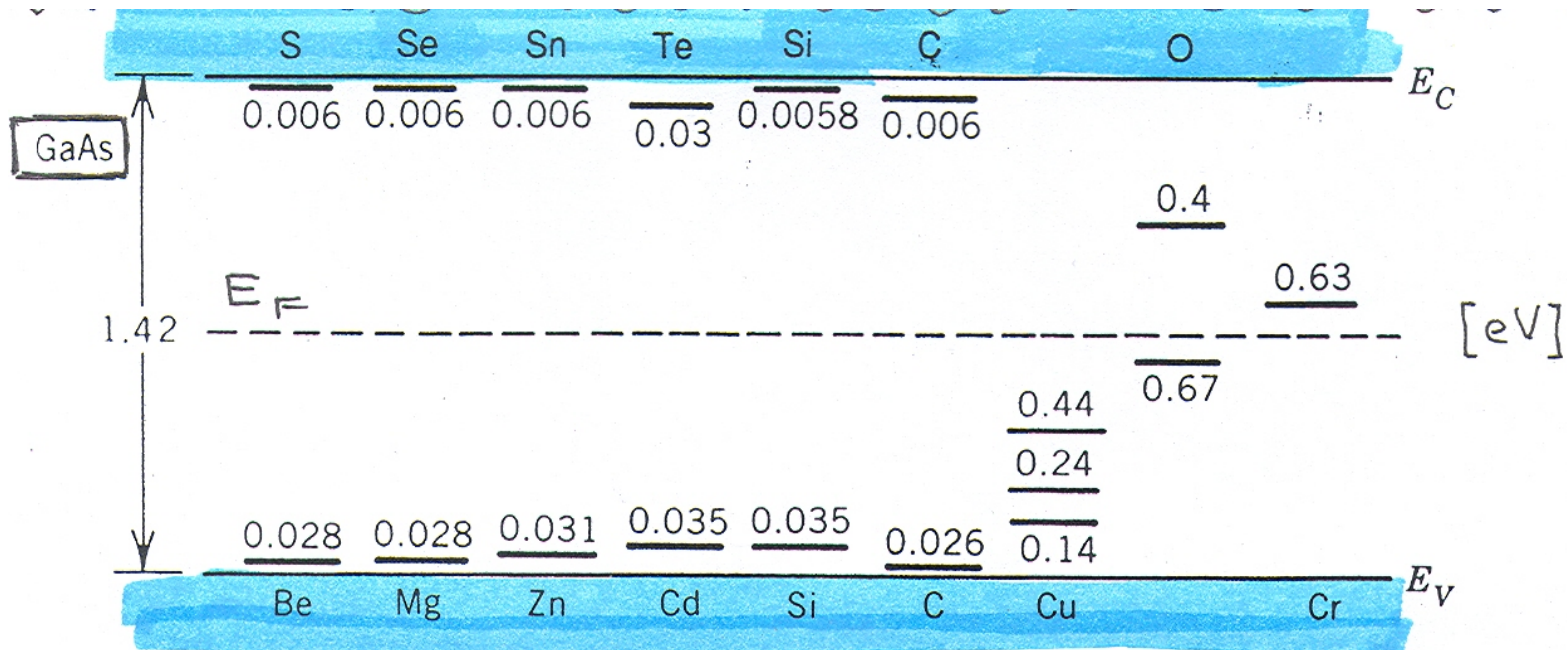 S Se Sn Te Si C O
E_C
0.006 0.006 0.006 0.03 0.0058 0.006
GaAs
0.4
0.63
E_F
1.42
[eV]
0.67
0.44
0.24
0.028 0.028 0.031 0.035 0.035 0.026 0.14
E_V
Be Mg Zn Cd Si C Cu Cr